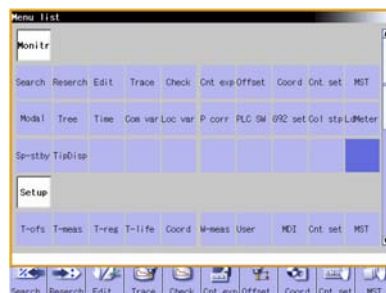 Menu list
Monitr
Search Reserch Edit Trace Check Cnt exp Offset Coord Cnt set MST
Modal Tree Time Com var Loc var P corr PLC SW G92 set Col stp LdMeter
Sp-stby TipDisp
Setup
T-ofs T-meas T-reg T-life Coord W-meas User MDI Cnt set MST
Search Reserch Edit Trace Check Cnt exp Offset Coord Cnt set MST